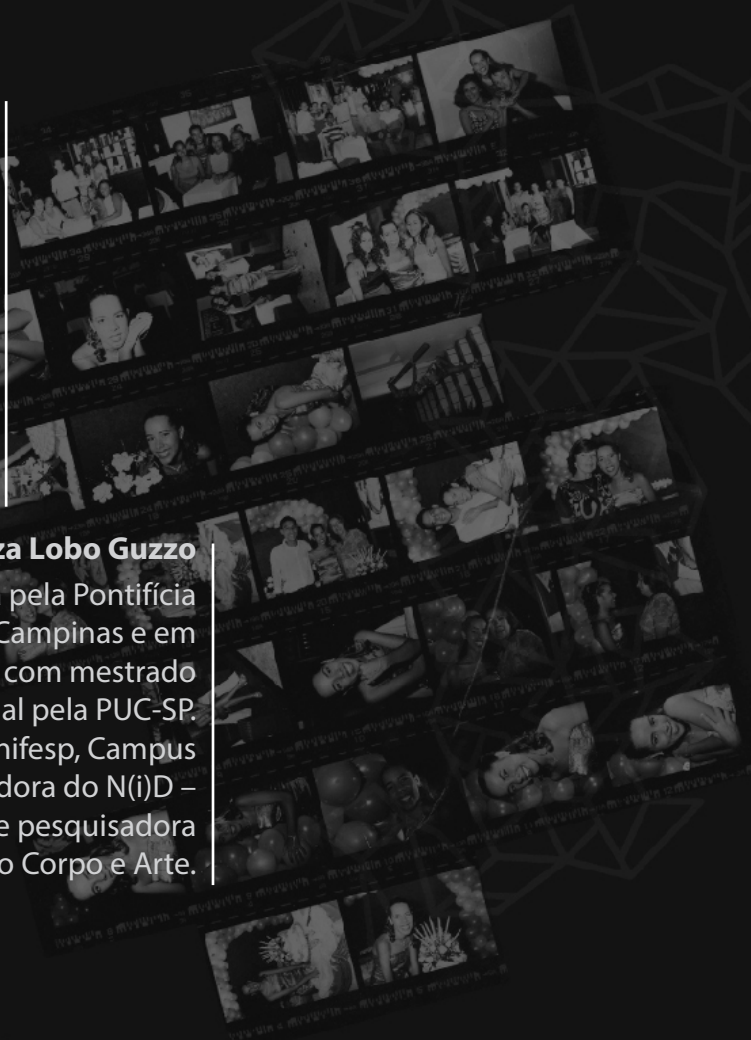 za Lobo Guzzo
pela Pontifícia
Campinas e em
com mestrado
al pela PUC-SP.
nifesp, Campus
dora do N(i)D –
e pesquisadora
o Corpo e Arte.